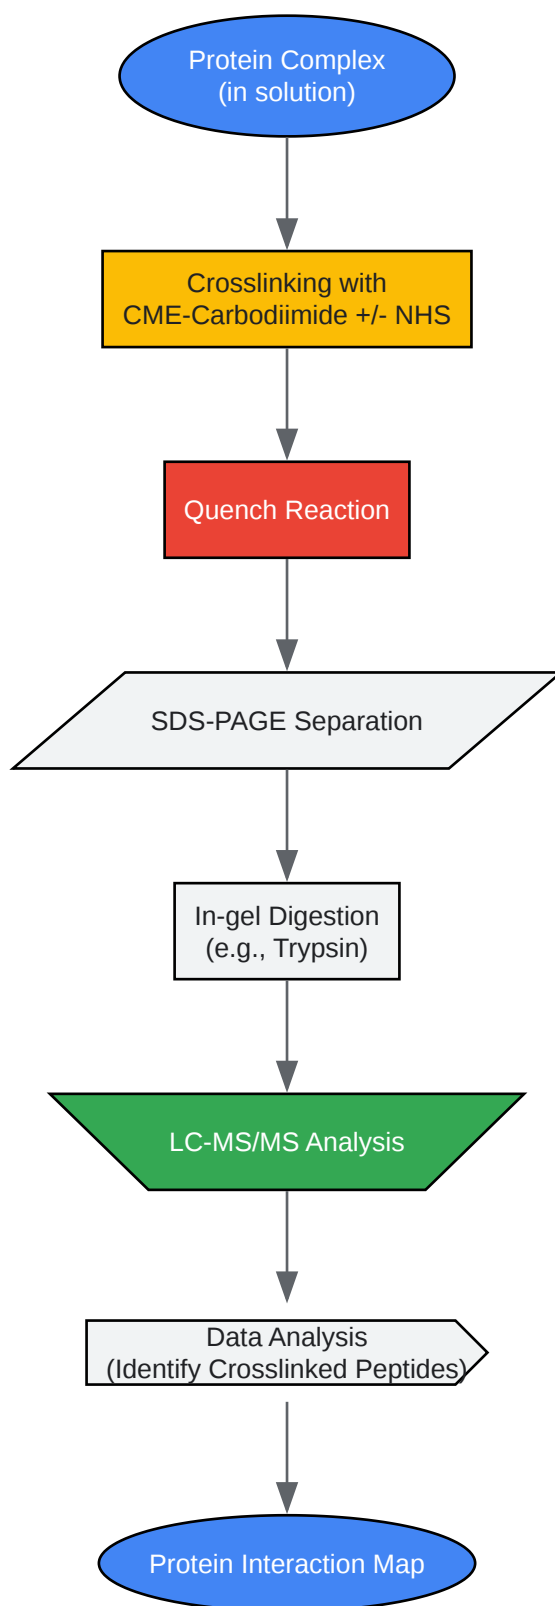 Protein Complex
(in solution)
Crosslinking with
CME-Carbodiimide +/- NHS
Quench Reaction
SDS-PAGE Separation
In-gel Digestion
(e.g., Trypsin)
LC-MS/MS Analysis
Data Analysis
(Identify Crosslinked Peptides)
Protein Interaction Map